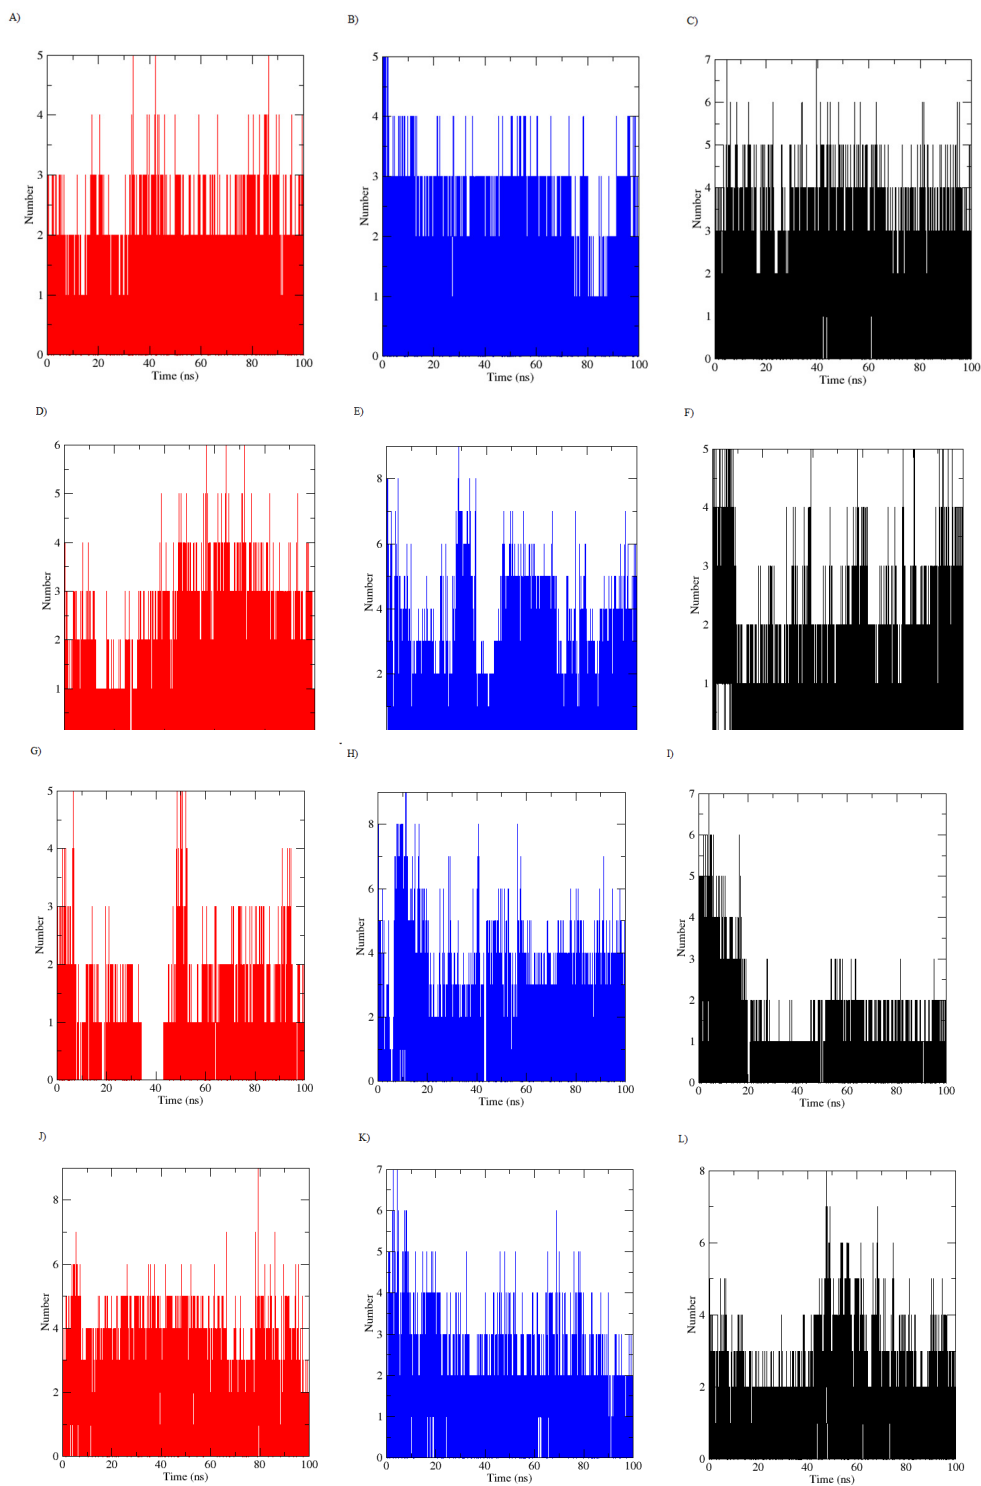 A) B) C)
5 4 3 2 1 0
Number
0 20 40 60 80 100
Time (ns)
5 4 3 2 1 0
Number
0 20 40 60 80 100
Time (ns)
7 6 5 4 3 2 1 0
Number
0 20 40 60 80 100
Time (ns)
D) E) F)
6 5 4 3 2 1
Number
8 6 4 2
Number
5 4 3 2 1
Number
G) H) I)
5 4 3 2 1 0
Number
0 20 40 60 80 100
Time (ns)
8 6 4 2 0
Number
0 20 40 60 80 100
Time (ns)
7 6 5 4 3 2 1 0
Number
0 20 40 60 80 100
Time (ns)
J) K) L)
8 6 4 2 0
Number
0 20 40 60 80 100
Time (ns)
7 6 5 4 3 2 1 0
Number
0 20 40 60 80 100
Time (ns)
8 6 4 2 0
Number
0 20 40 60 80 100
Time (ns)